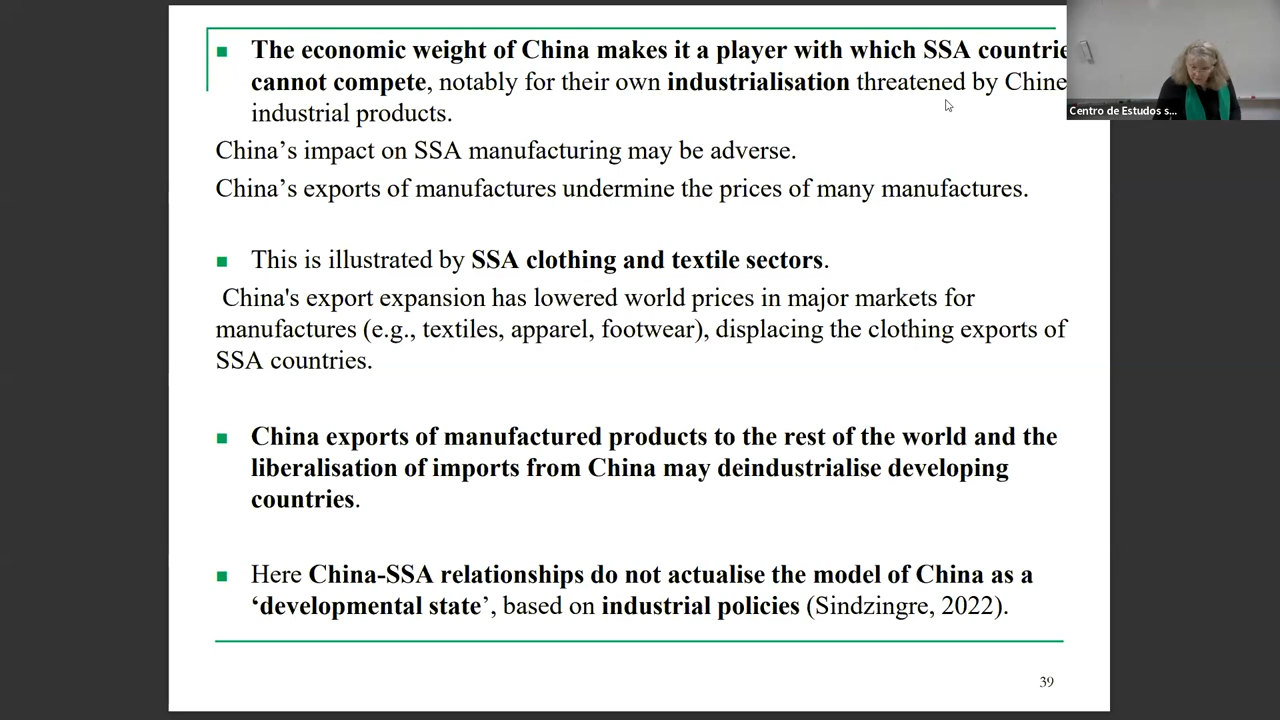 The economic weight of China makes it a player with which SSA
cannot compete, notably for their own industrialisation threatened by
industrial products.
China’s impact on SSA manufacturing may be adverse.
China’s exports of manufactures undermine the prices of many manufactures.
This is illustrated by SSA clothing and textile sectors.
China's export expansion has lowered world prices in major markets for
manufactures (e.g., textiles, apparel, footwear), displacing the clothing exports of
SSA countries.
China exports of manufactured products to the rest of the world and the
liberalisation of imports from China may deindustrialise developing
countries.
Here China-SSA relationships do not actualise the model of China as a
‘developmental state’, based on industrial policies (Sindzingre, 2022).
39
Centro de Estudos s...